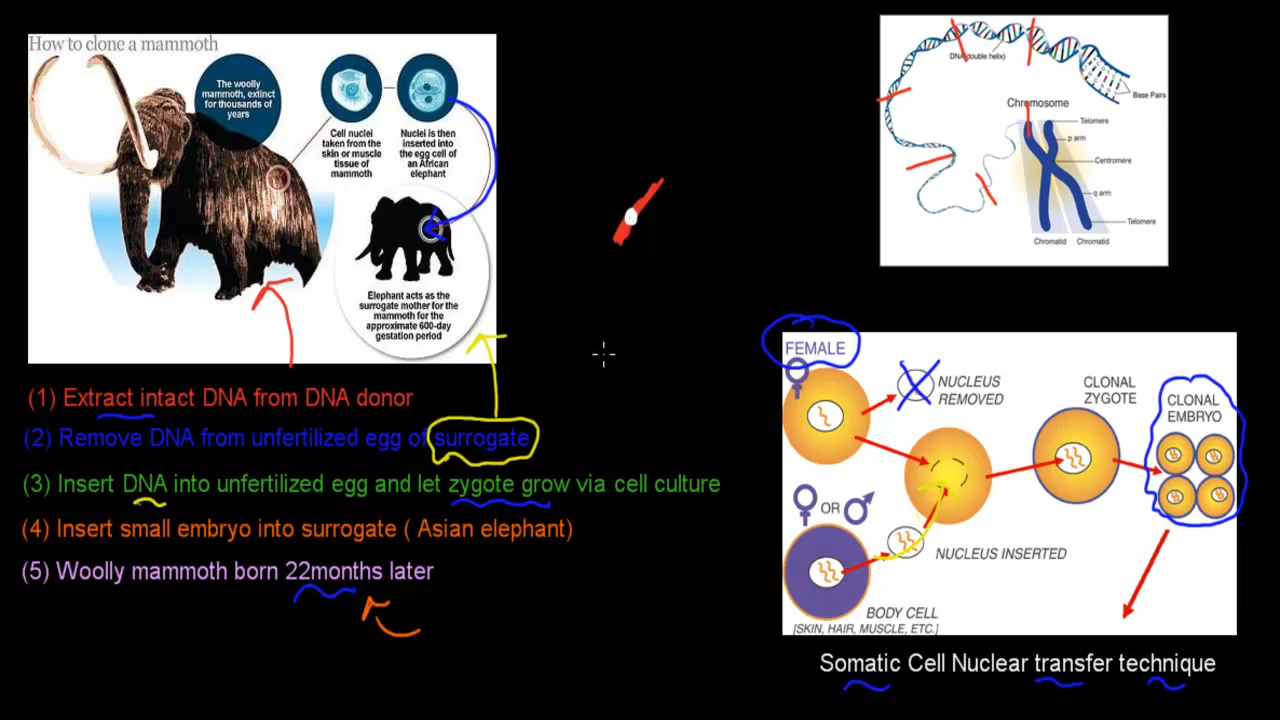 How to clone a mammoth
The woolly
mammoth, extinct
for thousands of
years
Cell nuclei
taken from the
skin or muscle
tissue of
mammoth
Nuclei is then
inserted into
the egg cell of
an African
elephant
Elephant acts as the
surrogate mother for the
mammoth for the
approximate 600-day
gestation period
(1) Extract intact DNA from DNA donor
(2) Remove DNA from unfertilized egg of surrogate
(3) Insert DNA into unfertilized egg and let zygote grow via cell culture
(4) Insert small embryo into surrogate ( Asian elephant)
(5) Woolly mammoth born 22months later
DNA(double helix)
Base Pairs
Chromosome
Telomere
p arm
Centromere
q arm
Telomere
Chromatid
Chromatid
FEMALE
NUCLEUS
REMOVED
CLONAL
ZYGOTE
CLONAL
EMBRYO
OR
NUCLEUS INSERTED
BODY CELL
[SKIN, HAIR, MUSCLE, ETC.]
Somatic Cell Nuclear transfer technique